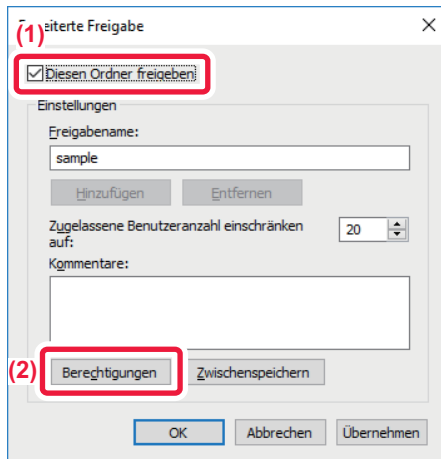 (1)
Erweiterte Freigabe
Diesen Ordner freigeben
Einstellungen
Freigabename:
sample
Hinzufügen Entfernen
Zugelassene Benutzeranzahl einschränken
auf:
20
Kommentare:
(2)
Berechtigungen Zwischenspeichern
OK Abbrechen Übernehmen